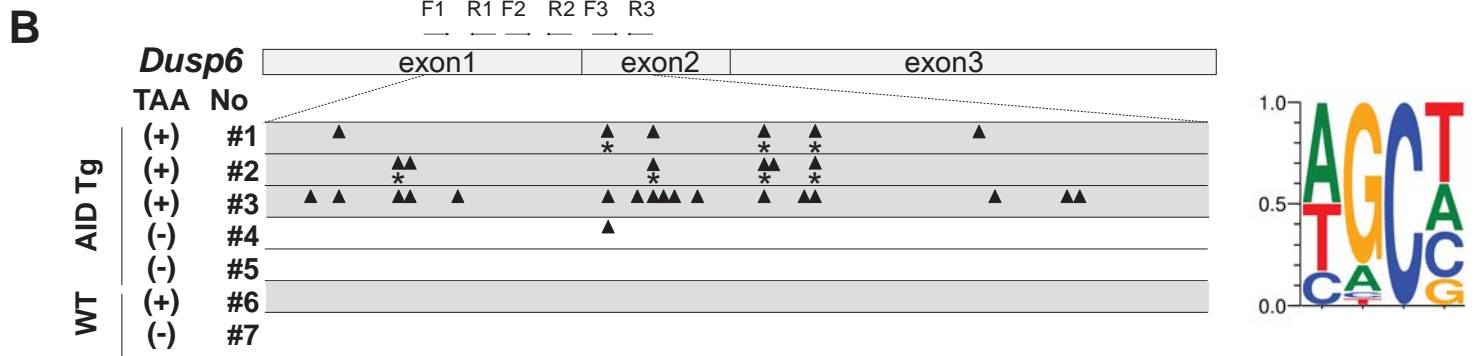 B
F1 R1 F2 R2 F3 R3
Dusp6 exon1 exon2 exon3
TAA No
AID Tg
(+) #1
* * *
(+) #2
* * * *
(+) #3
(-) #4
(-) #5
WT
(+) #6
(-) #7
1.0
0.5
0.0
A G C T
T A A
C C C
G